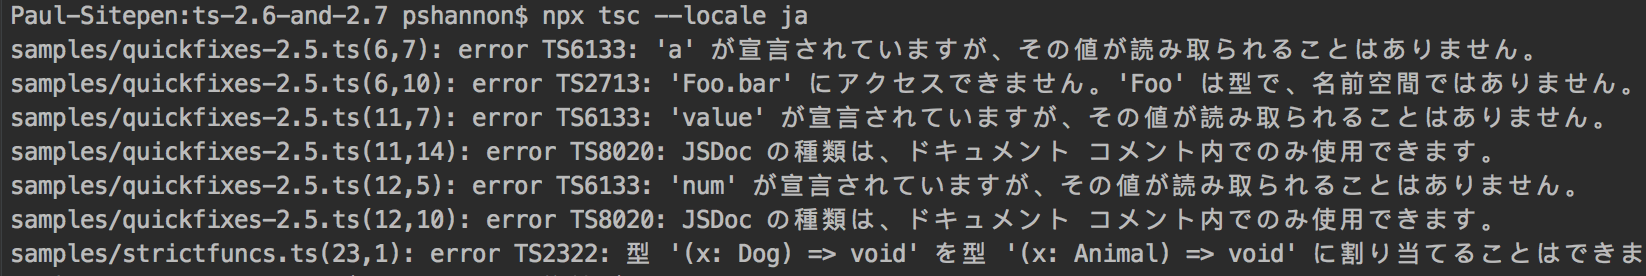 Paul-Sitepen:ts-2.6-and-2.7 pshannon$ npx tsc --locale ja
samples/quickfixes-2.5.ts(6,7): error TS6133: 'a' が宣言されていますが、その値が読み取られることはありません。
samples/quickfixes-2.5.ts(6,10): error TS2713: 'Foo.bar' にアクセスできません。'Foo' は型で、名前空間ではありません。
samples/quickfixes-2.5.ts(11,7): error TS6133: 'value' が宣言されていますが、その値が読み取られることはありません。
samples/quickfixes-2.5.ts(11,14): error TS8020: JSDoc の種類は、ドキュメント コメント内でのみ使用できます。
samples/quickfixes-2.5.ts(12,5): error TS6133: 'num' が宣言されていますが、その値が読み取られることはありません。
samples/quickfixes-2.5.ts(12,10): error TS8020: JSDoc の種類は、ドキュメント コメント内でのみ使用できます。
samples/strictfuncs.ts(23,1): error TS2322: 型 '(x: Dog) => void' を型 '(x: Animal) => void' に割り当てることはできま